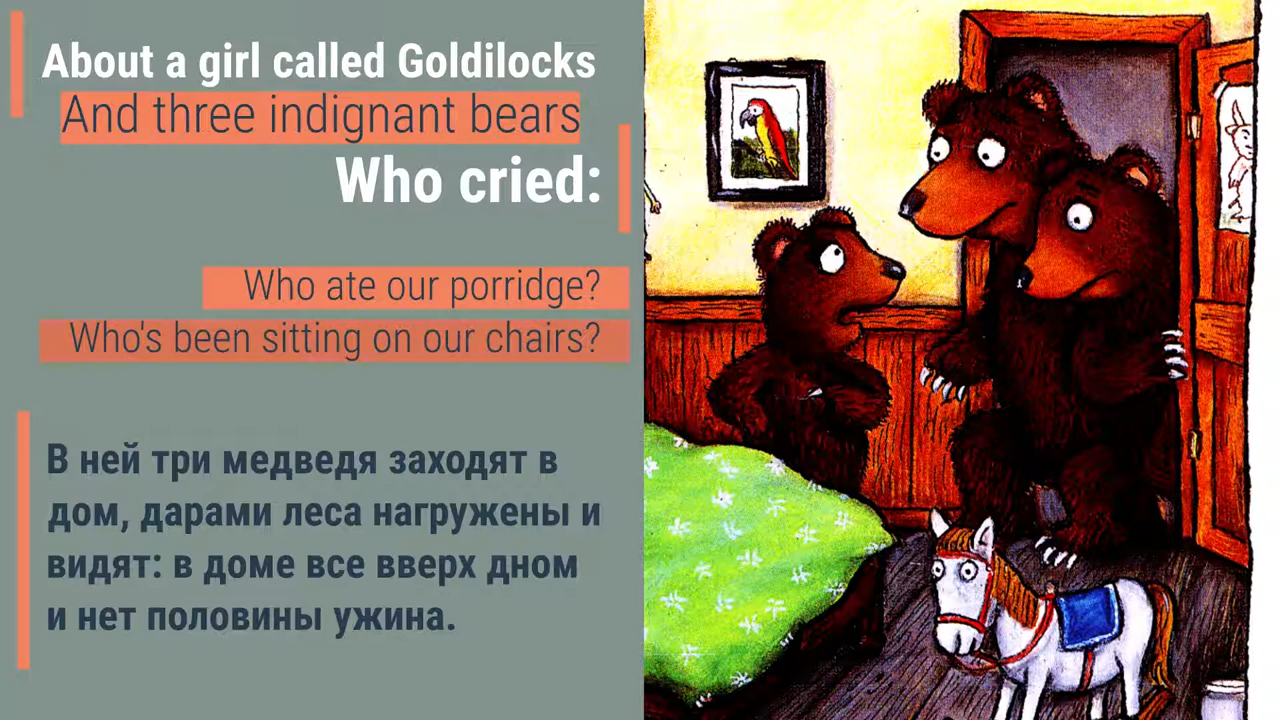 About a girl called Goldilocks
And three indignant bears
Who cried:
Who ate our porridge?
Who's been sitting on our chairs?
В ней три медведя заходят в
дом, дарами леса нагружены и
видят: в доме все вверх дном
и нет половины ужина.